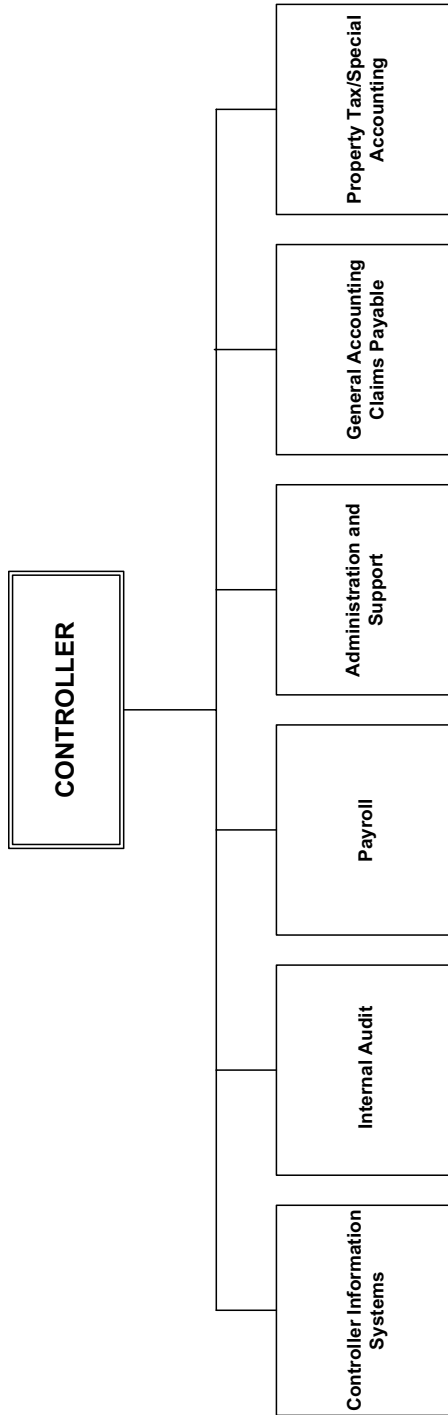 CONTROLLER
Controller Information
Systems
Internal Audit
Payroll
Administration and
Support
General Accounting
Claims Payable
Property Tax/Special
Accounting